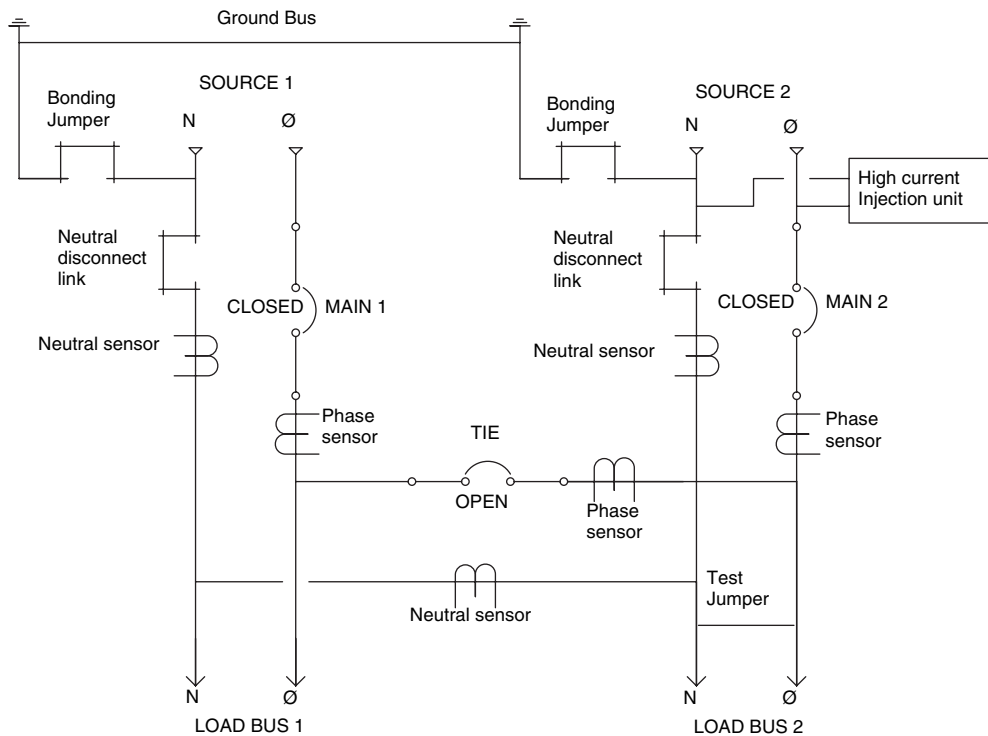 Ground Bus
SOURCE 1
Bonding
Jumper
N
Ø
SOURCE 2
Bonding
Jumper
N
Ø
High current
Injection unit
Neutral
disconnect
link
CLOSED
MAIN 1
Neutral sensor
Phase
sensor
Neutral
disconnect
link
CLOSED
MAIN 2
Neutral sensor
Phase
sensor
TIE
OPEN
Phase
sensor
Neutral sensor
Test
Jumper
N
Ø
LOAD BUS 1
N
Ø
LOAD BUS 2